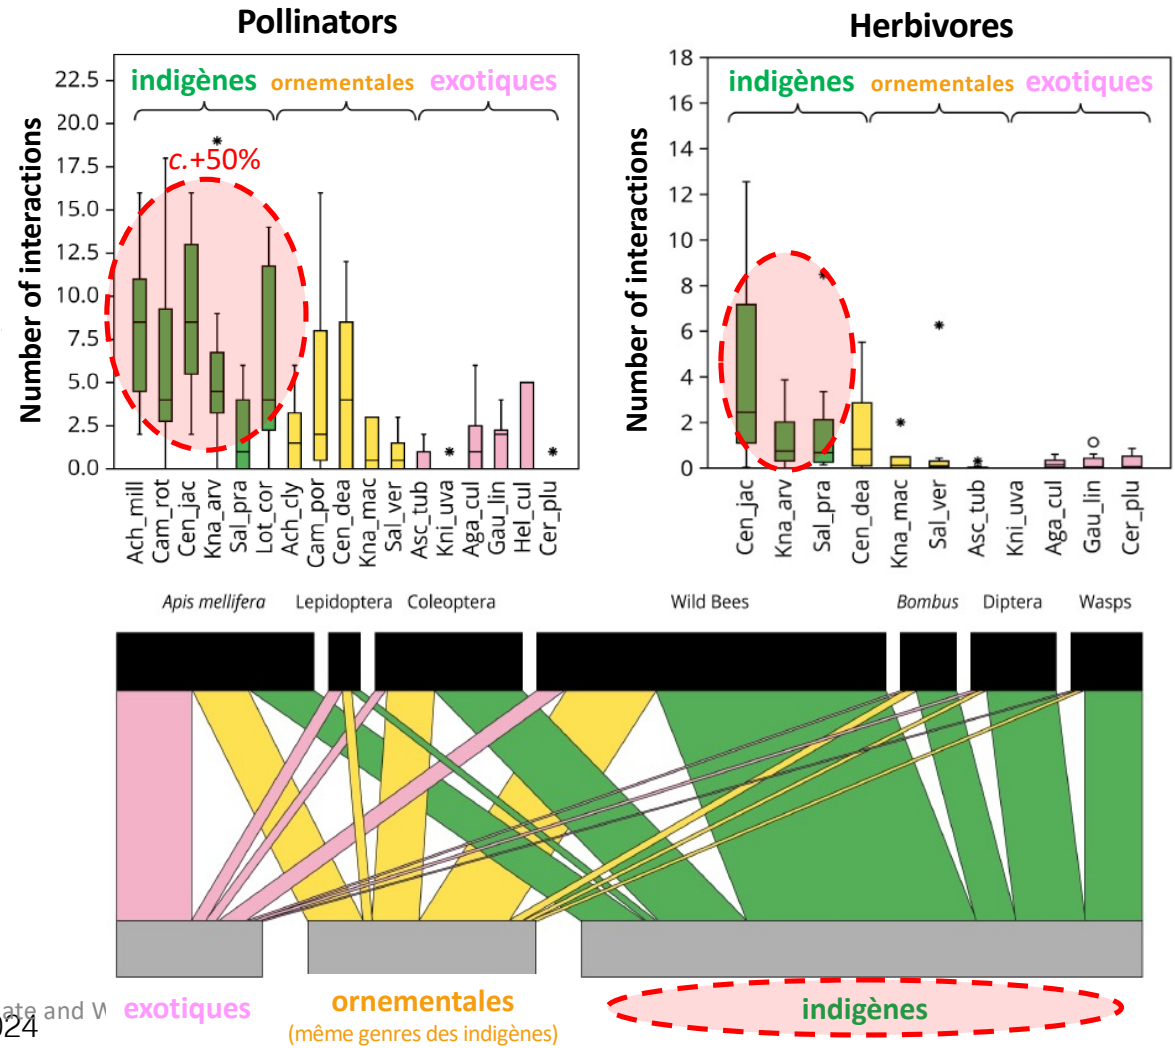 Pollinators
Herbivores
indigènes ornementales exotiques
indigènes ornementales exotiques
c.+50%
Number of interactions
22.5
20.0
17.5
15.0
12.5
10.0
7.5
5.0
2.5
0.0
Ach_mill Cam_rot Cen_jac Kna_arv Sal_pra Lot_cor Ach_cly Cam_por Cen_dea Kna_mac Sal_ver Asc_tub Kni_uva Aga_cul Gau_lin Hel_cul Cer_plu
Number of interactions
18
16
14
12
10
8
6
4
2
0
Cen_jac Kna_arv Sal_pra Cen_dea Kna_mac Sal_ver Asc_tub Kni_uva Aga_cul Gau_lin Cer_plu
Apis mellifera Lepidoptera Coleoptera Wild Bees Bombus Diptera Wasps
exotiques ornementales indigènes
(même genres des indigènes)
and